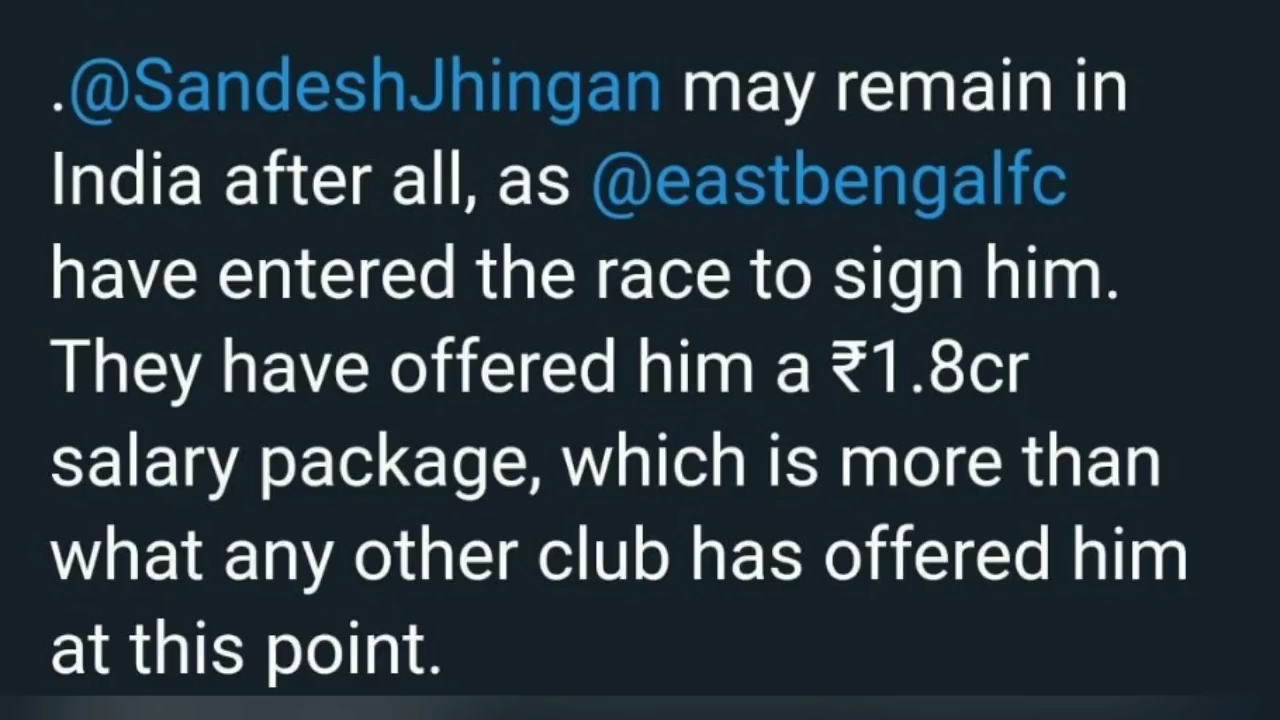 .@SandeshJhingan may remain in
India after all, as @eastbengalfc
have entered the race to sign him.
They have offered him a ₹1.8cr
salary package, which is more than
what any other club has offered him
at this point.